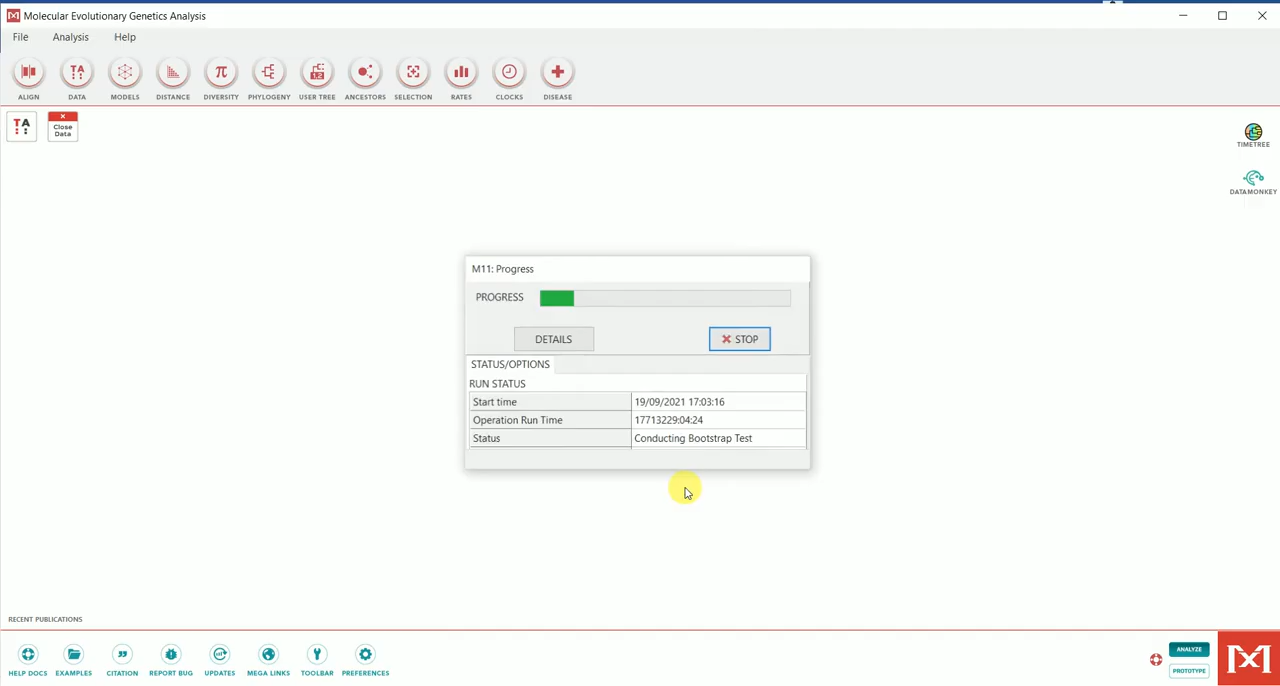 Molecular Evolutionary Genetics Analysis
File Analysis Help
TA
ALIGN DATA MODELS DISTANCE DIVERSITY PHYLOGENY USER TREE ANCESTORS SELECTION RATES CLOCKS DISEASE
TA
Close
Data
TIMETREE
DATAMONKEY
M11: Progress
PROGRESS
DETAILS STOP
STATUS/OPTIONS
RUN STATUS
Start time 19/09/2021 17:03:16
Operation Run Time 17713229:04:24
Status Conducting Bootstrap Test
RECENT PUBLICATIONS
HELP DOCS EXAMPLES CITATION REPORT BUG UPDATES MEGA LINKS TOOLBAR PREFERENCES
ANALYZE
PROTOTYPE